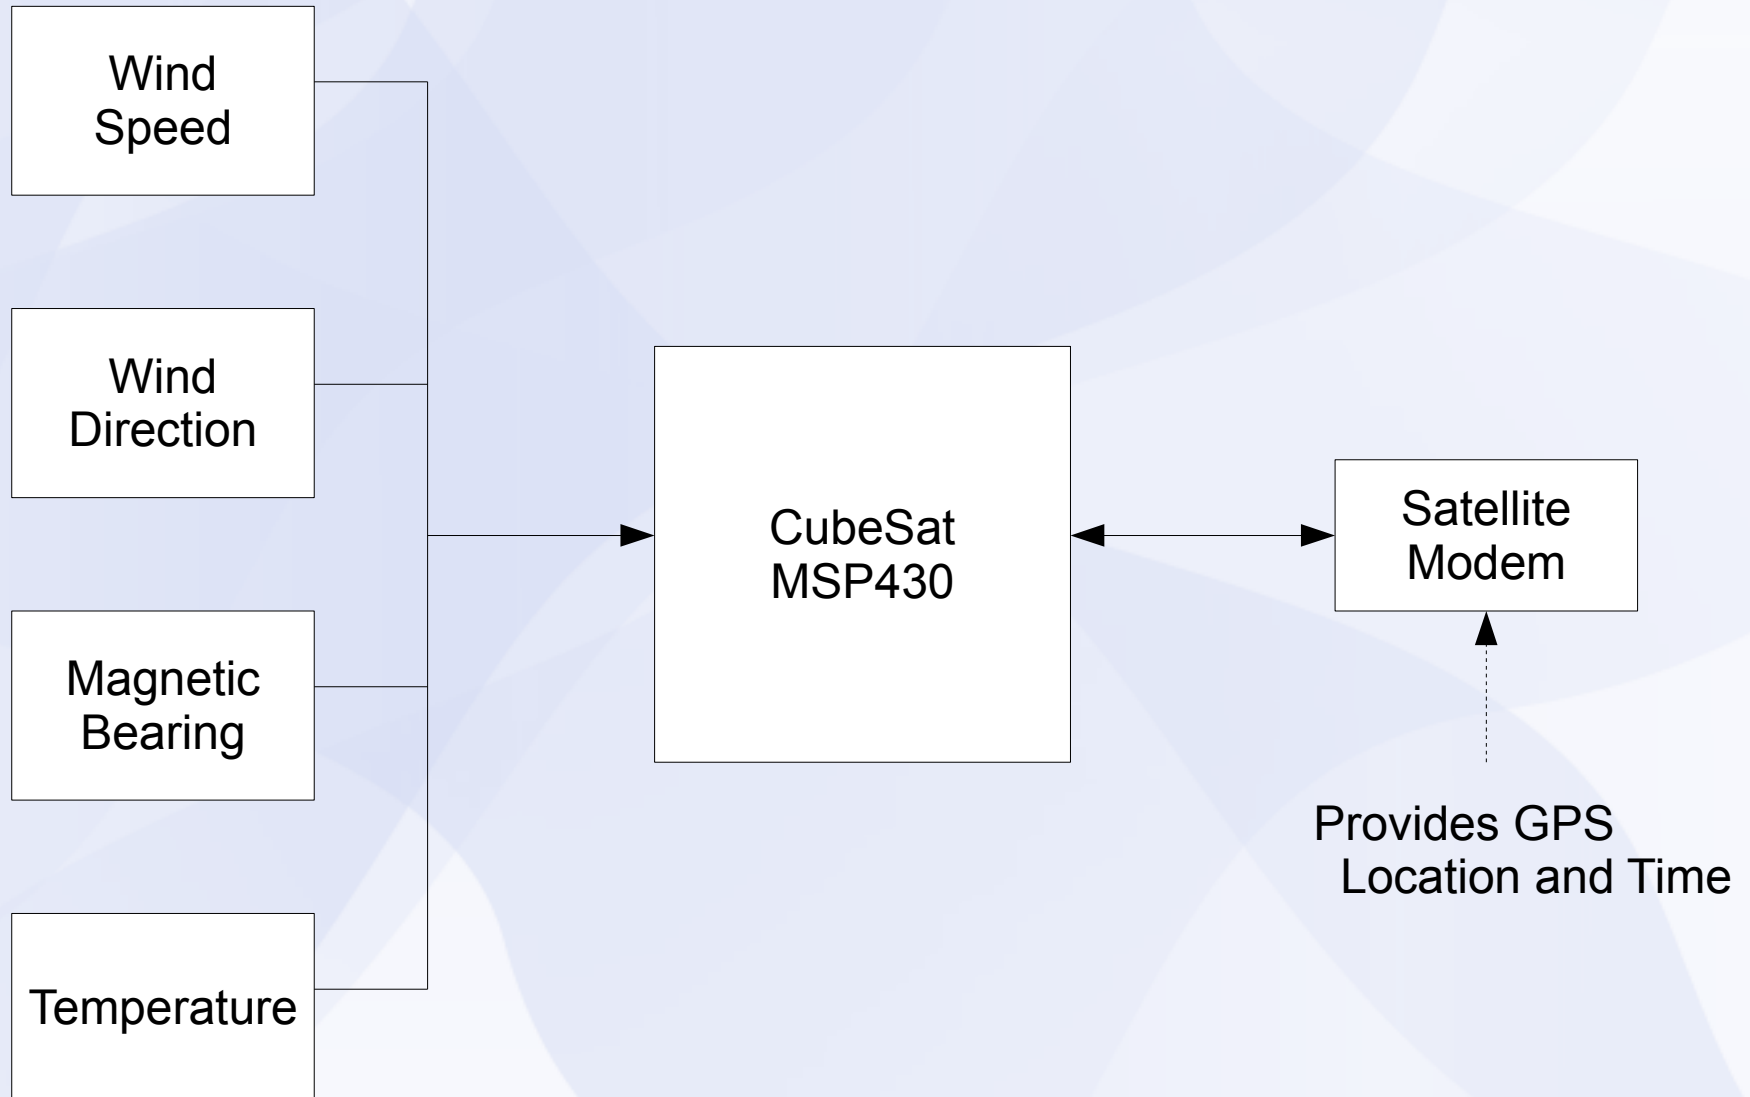 Wind
Speed
Wind
Direction
Magnetic
Bearing
Temperature
CubeSat
MSP430
Satellite
Modem
Provides GPS
Location and Time